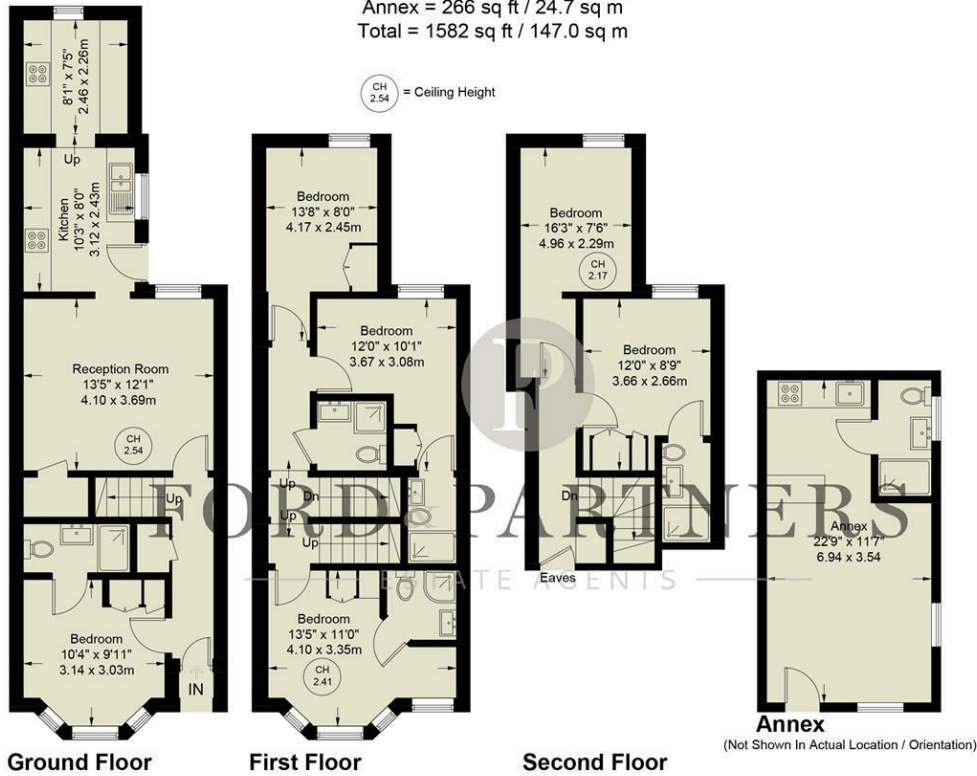 Annex = 266 sq ft / 24.7 sq m
Total = 1582 sq ft / 147.0 sq m
CH
2.54
= Ceiling Height
8'1" x 7'5"
2.46 x 2.26m
Up
Kitchen
10'3" x 8'0"
3.12 x 2.43m
Reception Room
13'5" x 12'1"
4.10 x 3.69m
CH
2.54
Up
Bedroom
10'4" x 9'11"
3.14 x 3.03m
IN
Ground Floor
Bedroom
13'8" x 8'0"
4.17 x 2.45m
Bedroom
12'0" x 10'1"
3.67 x 3.08m
Up
Dn
Up
Up
Bedroom
13'5" x 11'0"
4.10 x 3.35m
CH
2.41
First Floor
Bedroom
16'3" x 7'6"
4.96 x 2.29m
CH
2.17
Bedroom
12'0" x 8'9"
3.66 x 2.66m
Dn
Eaves
Second Floor
Annex
22'9" x 11'7"
6.94 x 3.54
Annex
(Not Shown In Actual Location / Orientation)
FORD & PARTNERS
ESTATE AGENTS